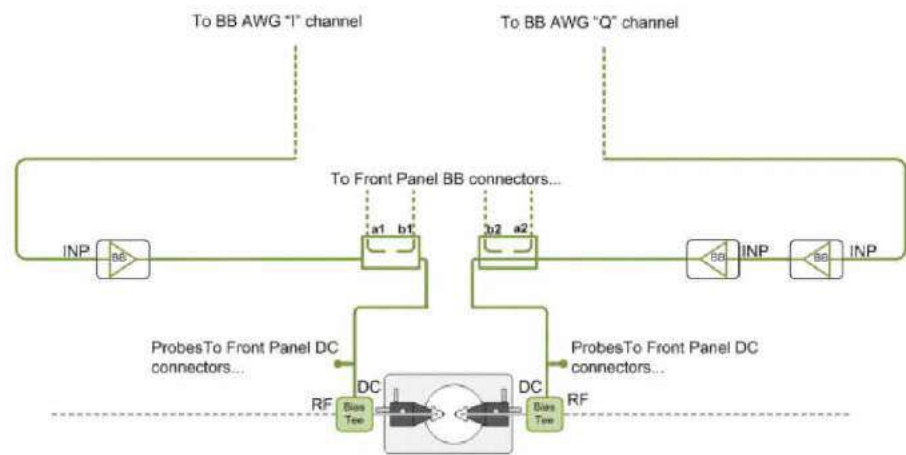 To BB AWG “I” channel
To BB AWG “Q” channel
To Front Panel BB connectors...
a1 b1
b2 a2
INP
BB
BB
INP
BB
INP
ProbesTo Front Panel DC
connectors...
ProbesTo Front Panel DC
connectors...
RF
DC
DC
RF
Bias
Tee
Bias
Tee